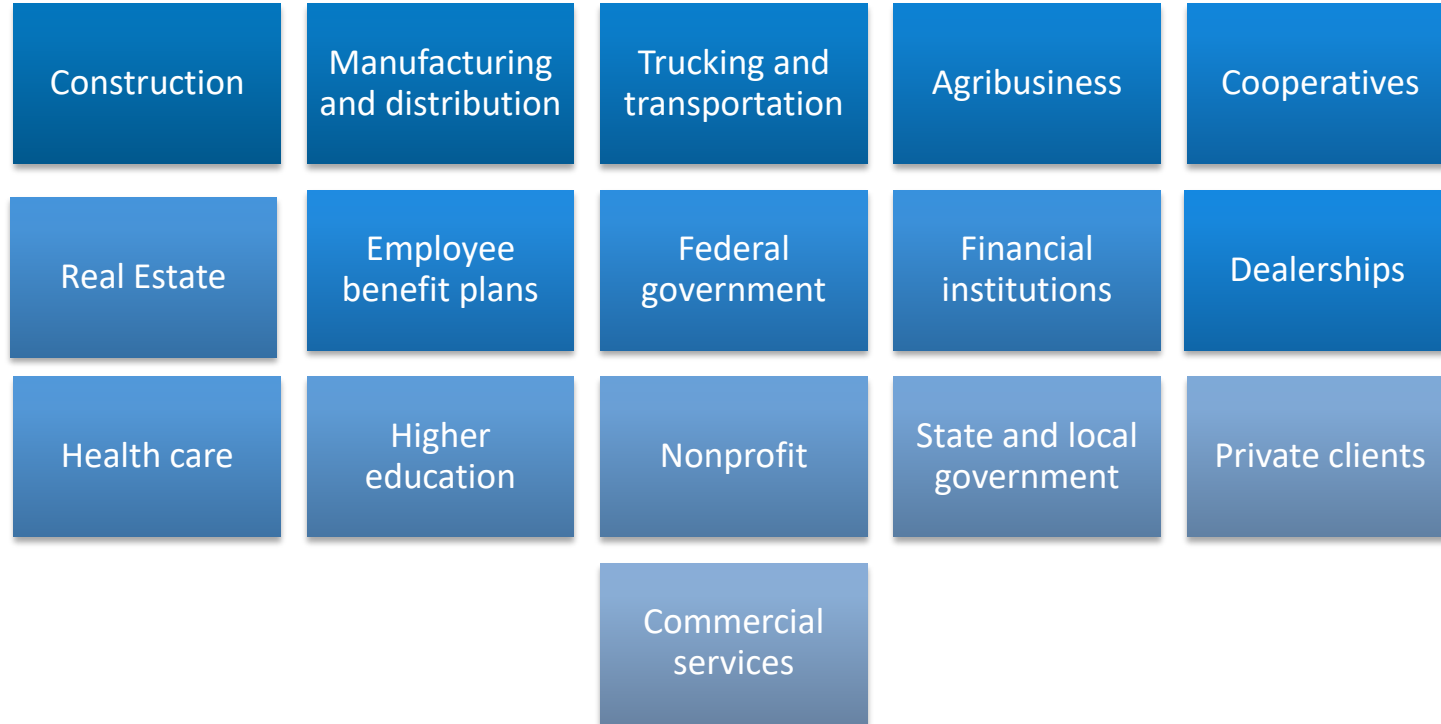 Construction
Manufacturing
and distribution
Trucking and
transportation
Agribusiness
Cooperatives
Real Estate
Employee
benefit plans
Federal
government
Financial
institutions
Dealerships
Health care
Higher
education
Nonprofit
State and local
government
Private clients
Commercial
services